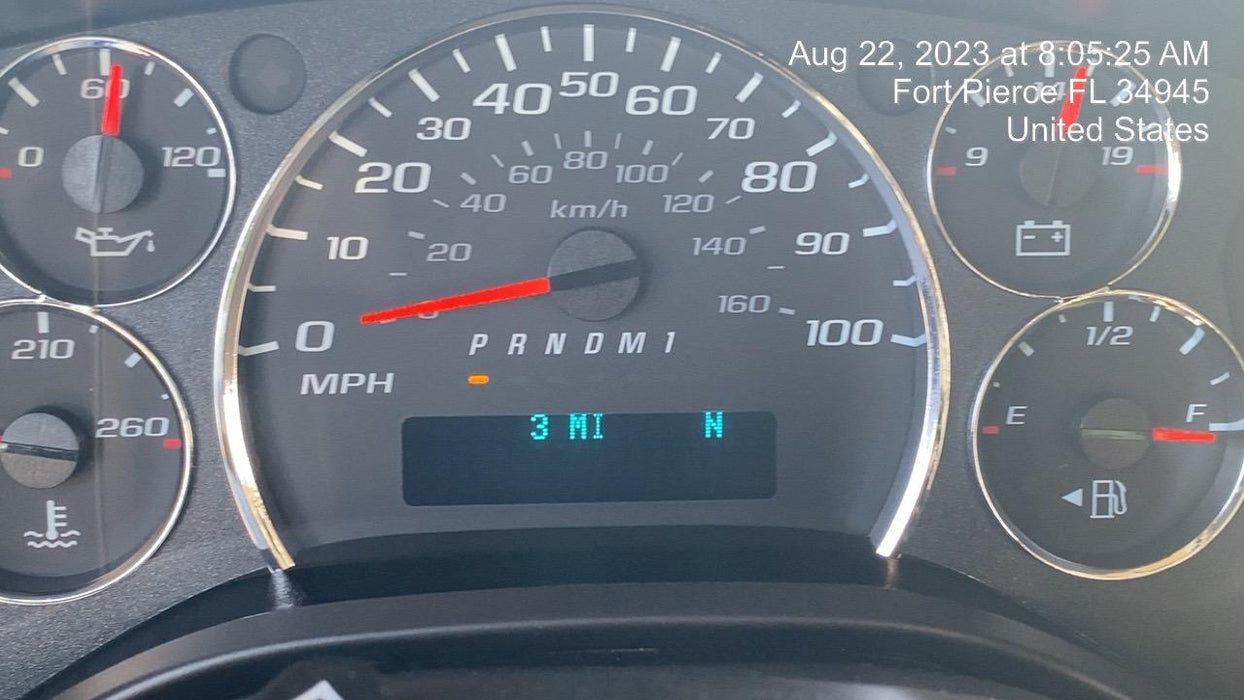 Aug 22, 2023 at 8:05:25 AM
Fort Pierce FL 34945
United States
0 60 120
0 10 20 30 40 50 60 70 80 90 100
20 40 60 80 100 120 140 160
km/h
MPH
P R N D M 1
3 MI N
210 260
9 19
E 1/2 F